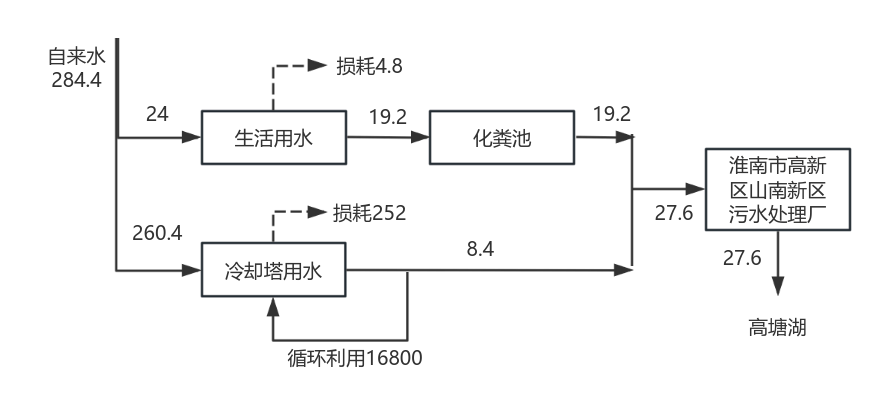 自来水
284.4
损耗4.8
24
生活用水
19.2
化粪池
19.2
淮南市高新
区山南新区
污水处理厂
27.6
27.6
高塘湖
260.4
损耗252
冷却塔用水
8.4
循环利用16800